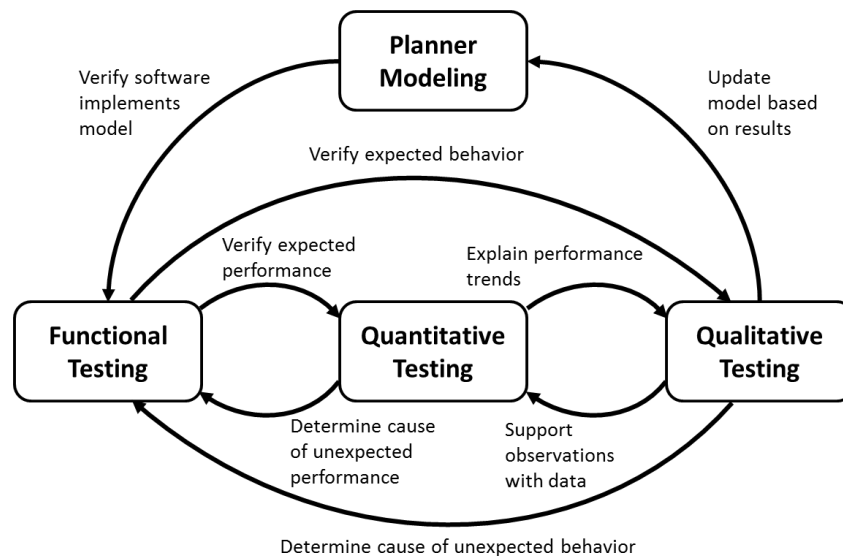 Planner
Modeling
Verify software
implements
model
Update
model based
on results
Verify expected behavior
Verify expected
performance
Explain performance
trends
Functional
Testing
Quantitative
Testing
Qualitative
Testing
Determine cause
of unexpected
performance
Support
observations
with data
Determine cause of unexpected behavior